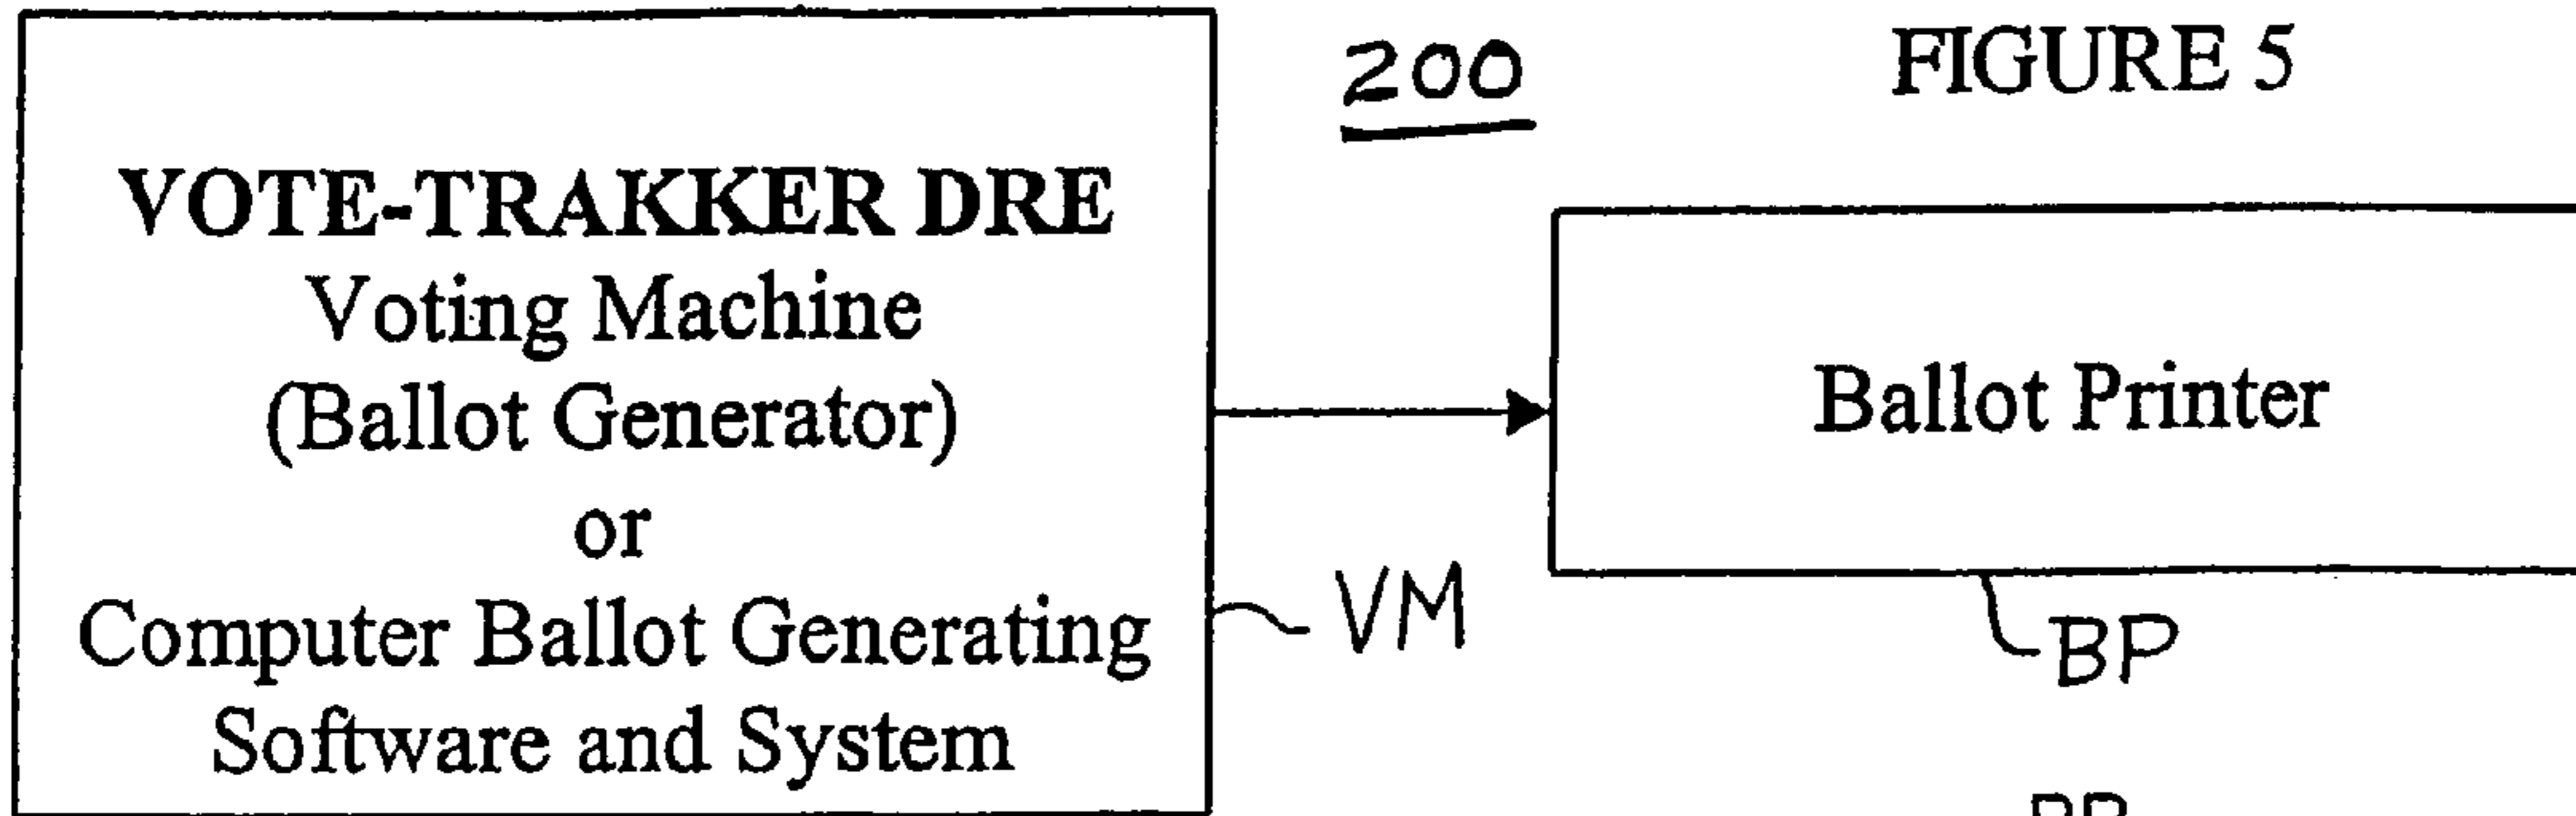 200
FIGURE 5
VOTE-TRAKKER DRE
Voting Machine
(Ballot Generator)
or
Computer Ballot Generating
Software and System
VM
Ballot Printer
BP